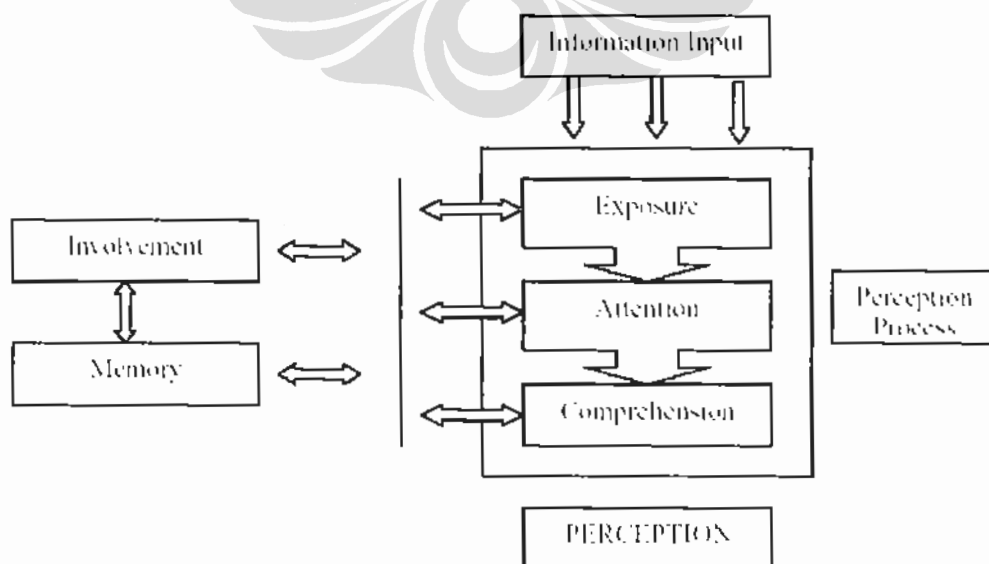 Information Input
Exposure
Involvement
Attention
Perception
Process
Memory
Comprehension
PERCEPTION